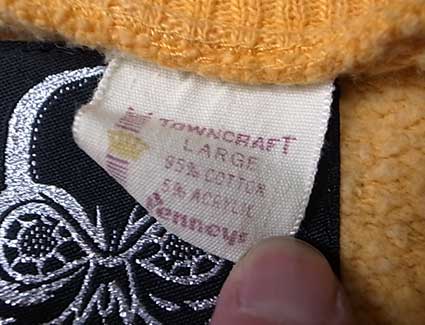 TOWNCRAFT
LARGE
95% COTTON
5% ACRYLIC
Penneys